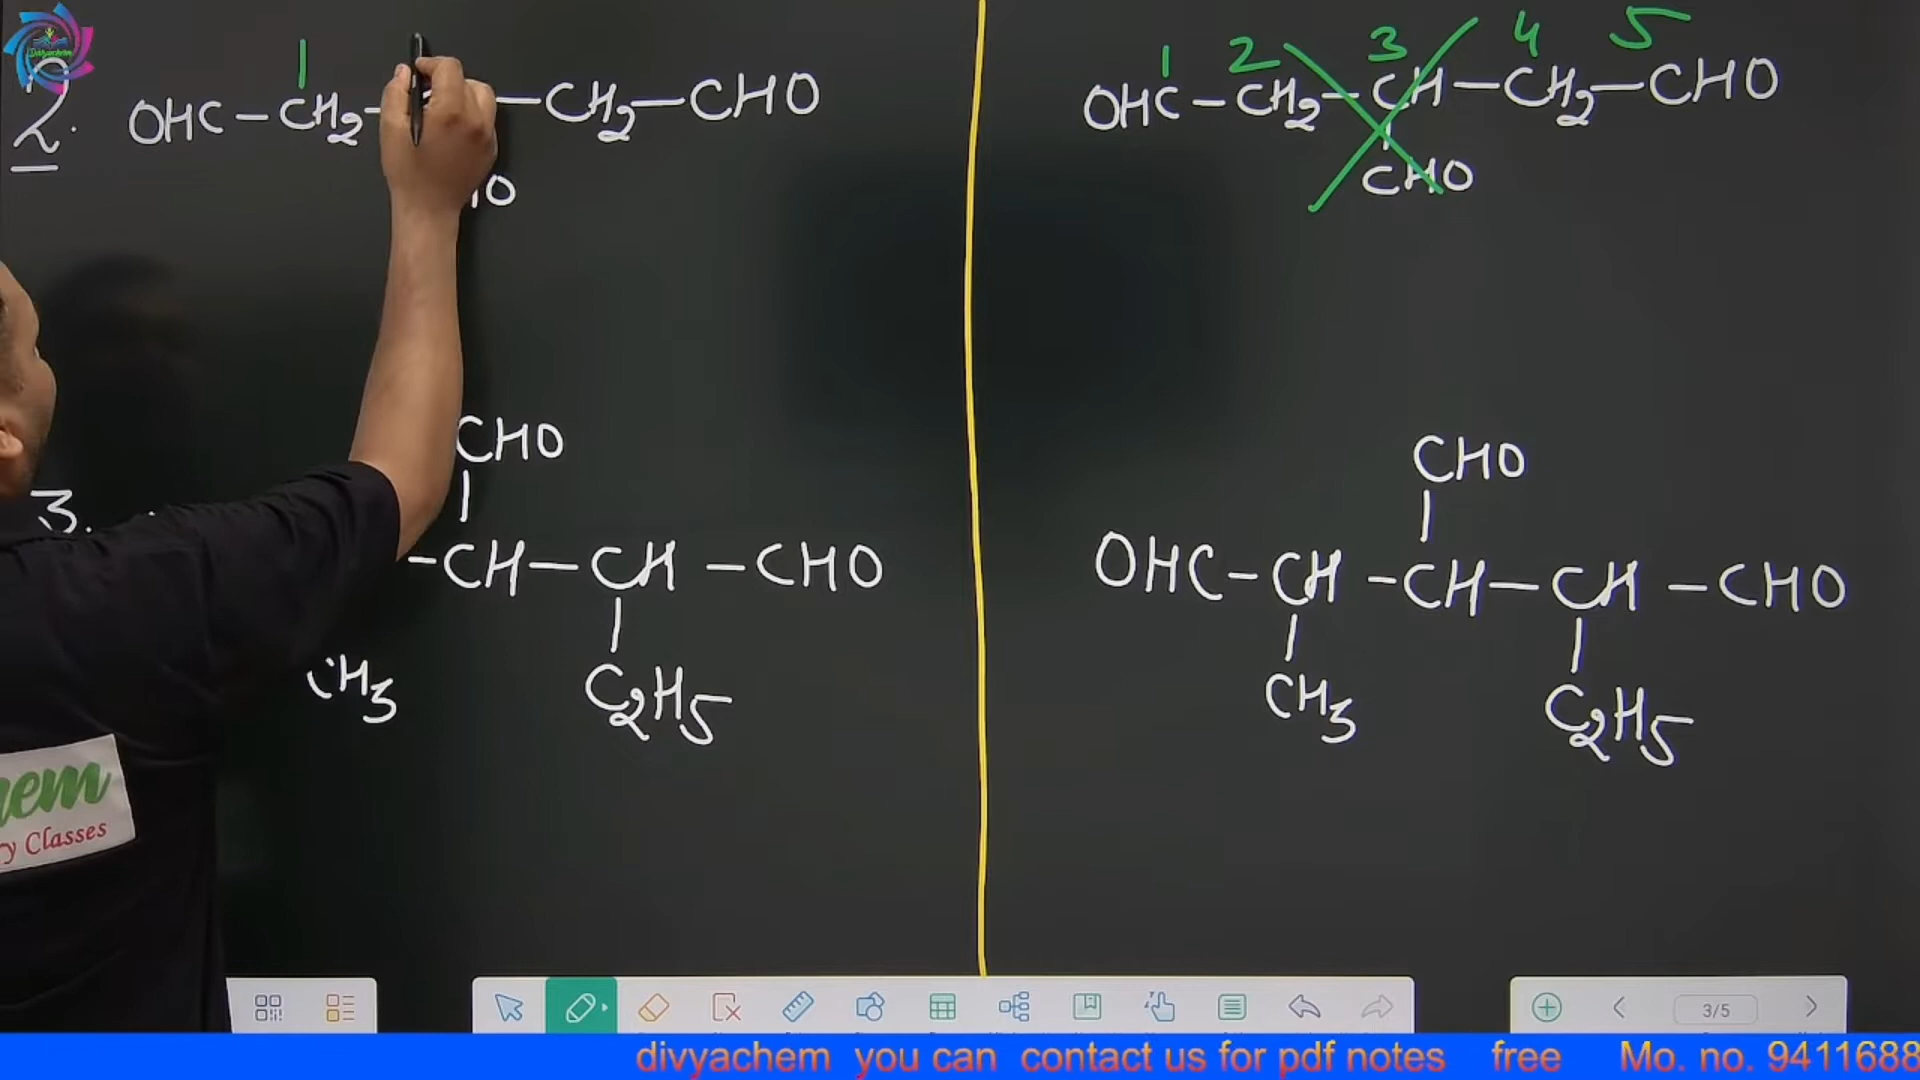 Divyachem
1
2. OHC-CH2- -CH2-CHO
1 2 3 4 5
OHC-CH2-CH-CH2-CHO
CHO
CHO
3. -CH-CH-CHO
CH3 C2H5
CHO
OHC-CH-CH-CH-CHO
CH3 C2H5
y Classes
3/5
divyachem you can contact us for pdf notes free Mo. no. 9411688